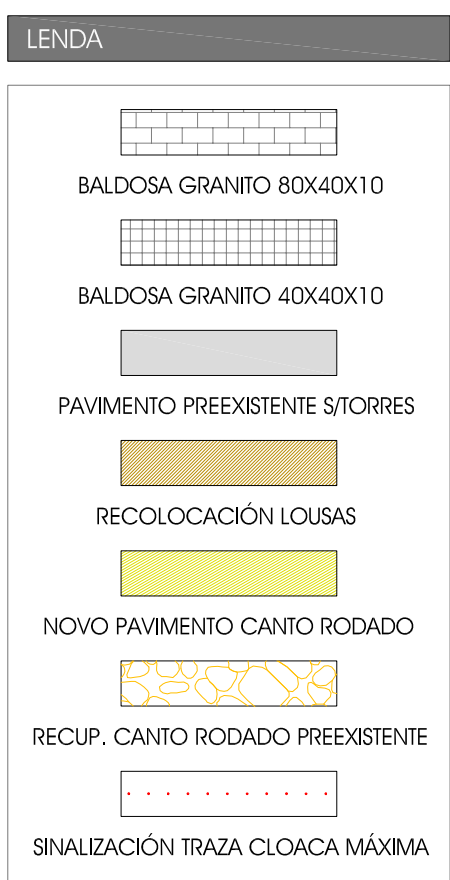 LENDA
BALDOSA GRANITO 80X40X10
BALDOSA GRANITO 40X40X10
PAVIMENTO PREEXISTENTE S/TORRES
RECOLOCACIÓN LOUSAS
NOVO PAVIMENTO CANTO RODADO
RECUP. CANTO RODADO PREEXISTENTE
SINALIZACIÓN TRAZA CLOACA MÁXIMA